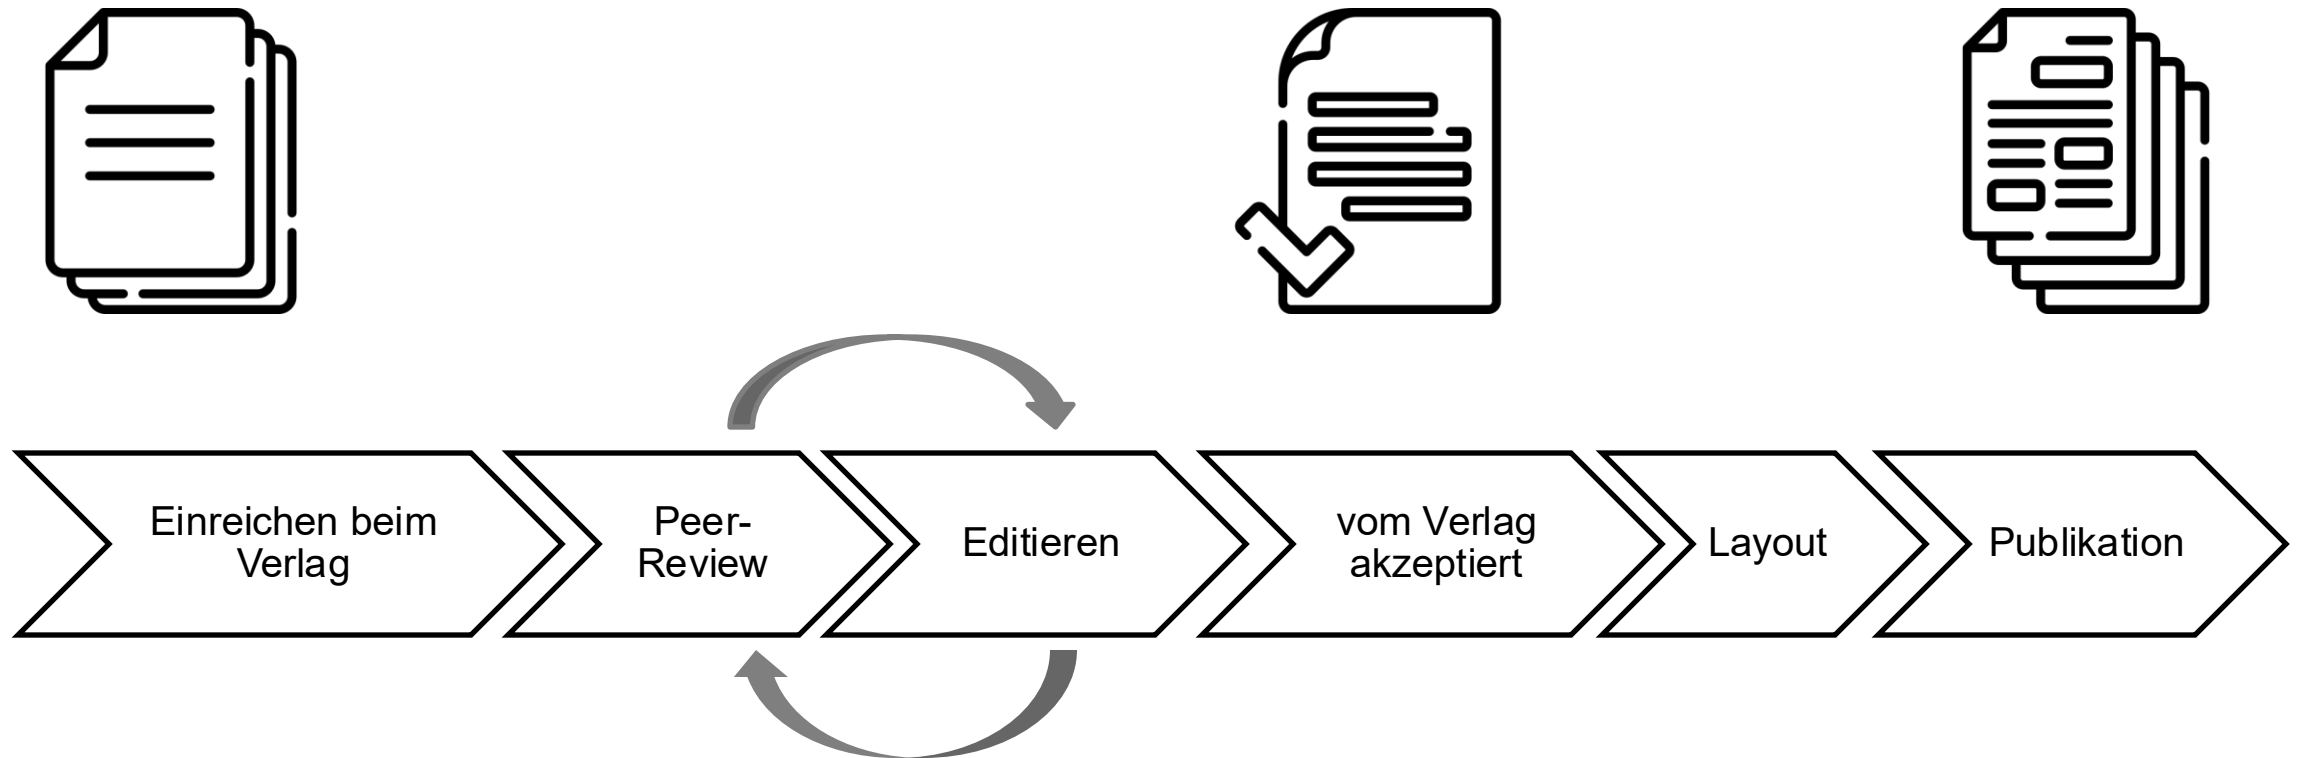 Einreichen beim
Verlag
Peer-
Review
Editieren
vom Verlag
akzeptiert
Layout
Publikation